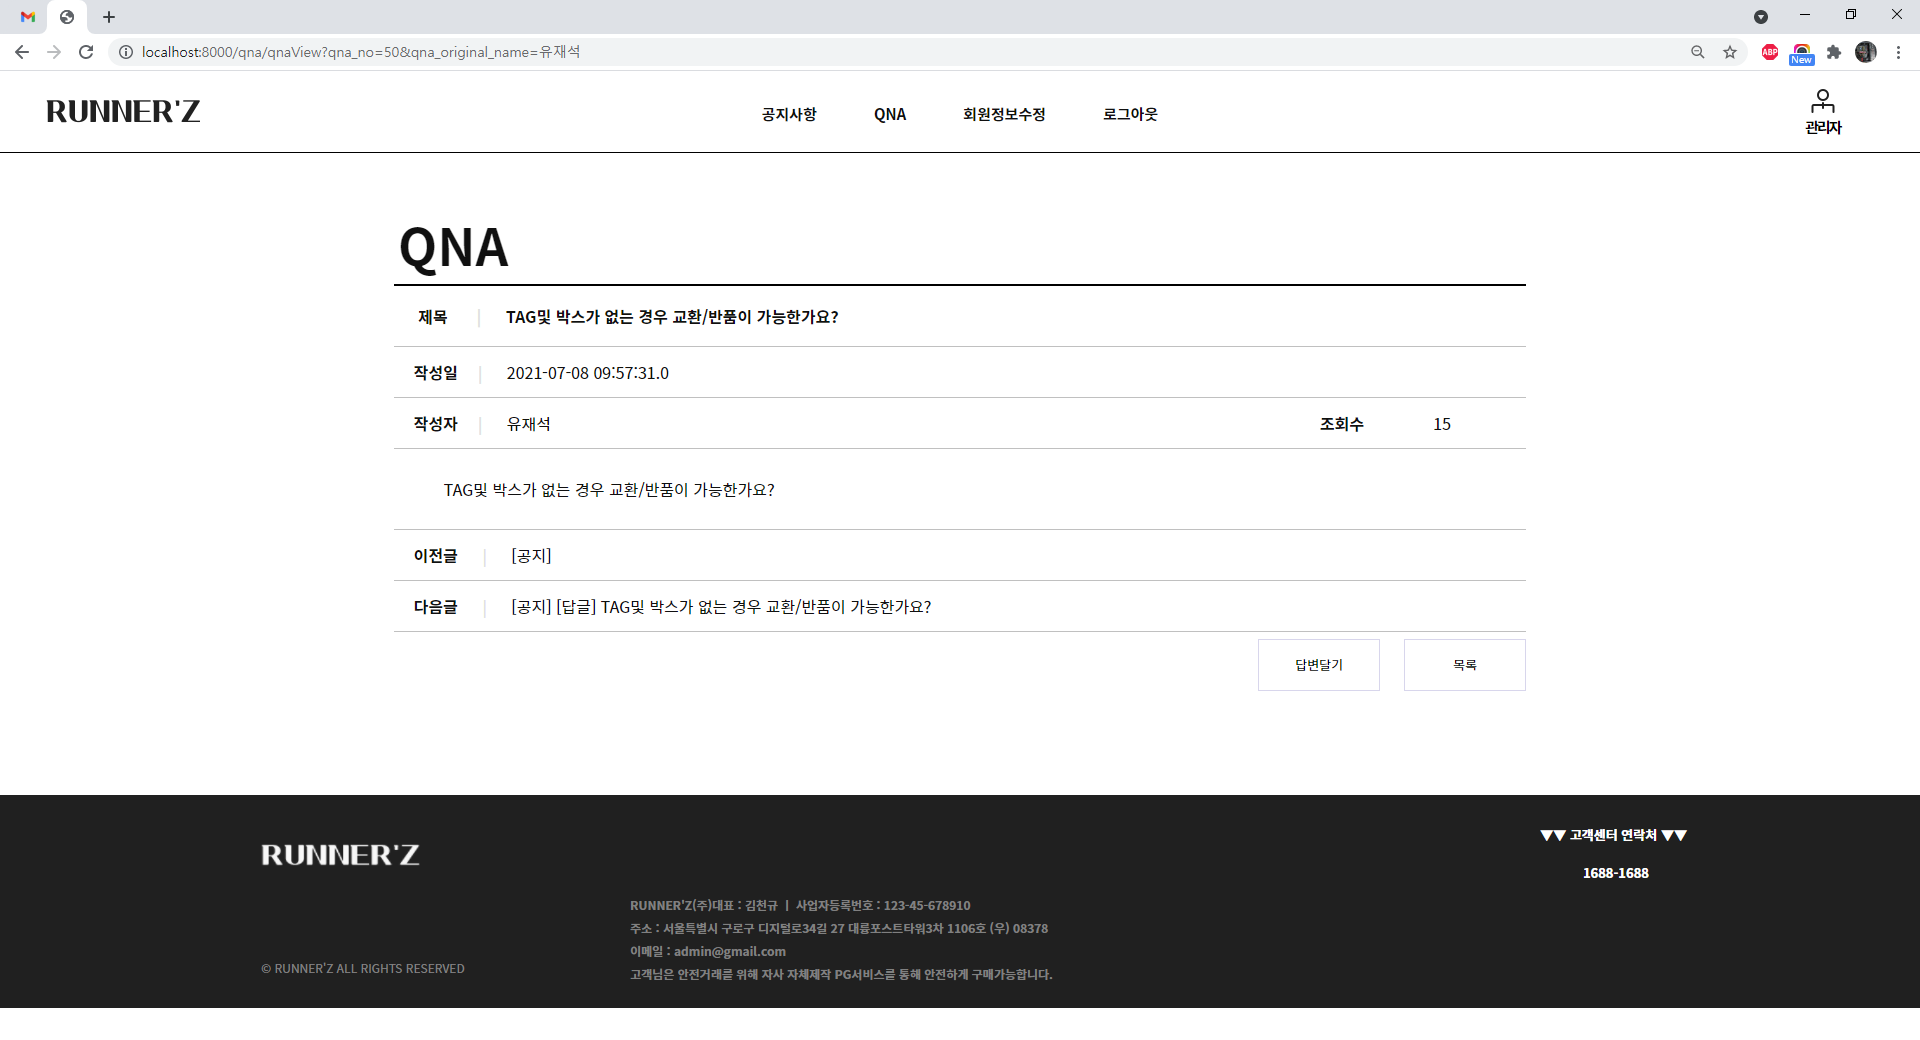 localhost:8000/qna/qnaView?qna_no=50&qna_original_name=유재석
ABP
New
RUNNER'Z
공지사항
QNA
회원정보수정
로그아웃
관리자
QNA
제목 | TAG및 박스가 없는 경우 교환/반품이 가능한가요?
작성일 | 2021-07-08 09:57:31.0
작성자 | 유재석 조회수 15
TAG및 박스가 없는 경우 교환/반품이 가능한가요?
이전글 | [공지]
다음글 | [공지] [답글] TAG및 박스가 없는 경우 교환/반품이 가능한가요?
답변달기
목록
▼▼ 고객센터 연락처 ▼▼
RUNNER'Z
1688-1688
RUNNER'Z(주)대표 : 김천규 ㅣ 사업자등록번호 : 123-45-678910
주소 : 서울특별시 구로구 디지털로34길 27 대륭포스트타워3차 1106호 (우) 08378
이메일 : admin@gmail.com
© RUNNER'Z ALL RIGHTS RESERVED
고객님은 안전거래를 위해 자사 자체제작 PG서비스를 통해 안전하게 구매가능합니다.